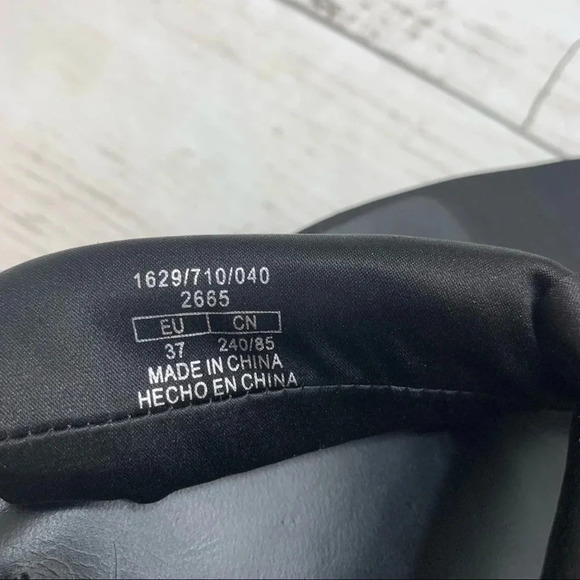 1629/710/040
2665
EU CN
37 240/85
MADE IN CHINA
HECHO EN CHINA